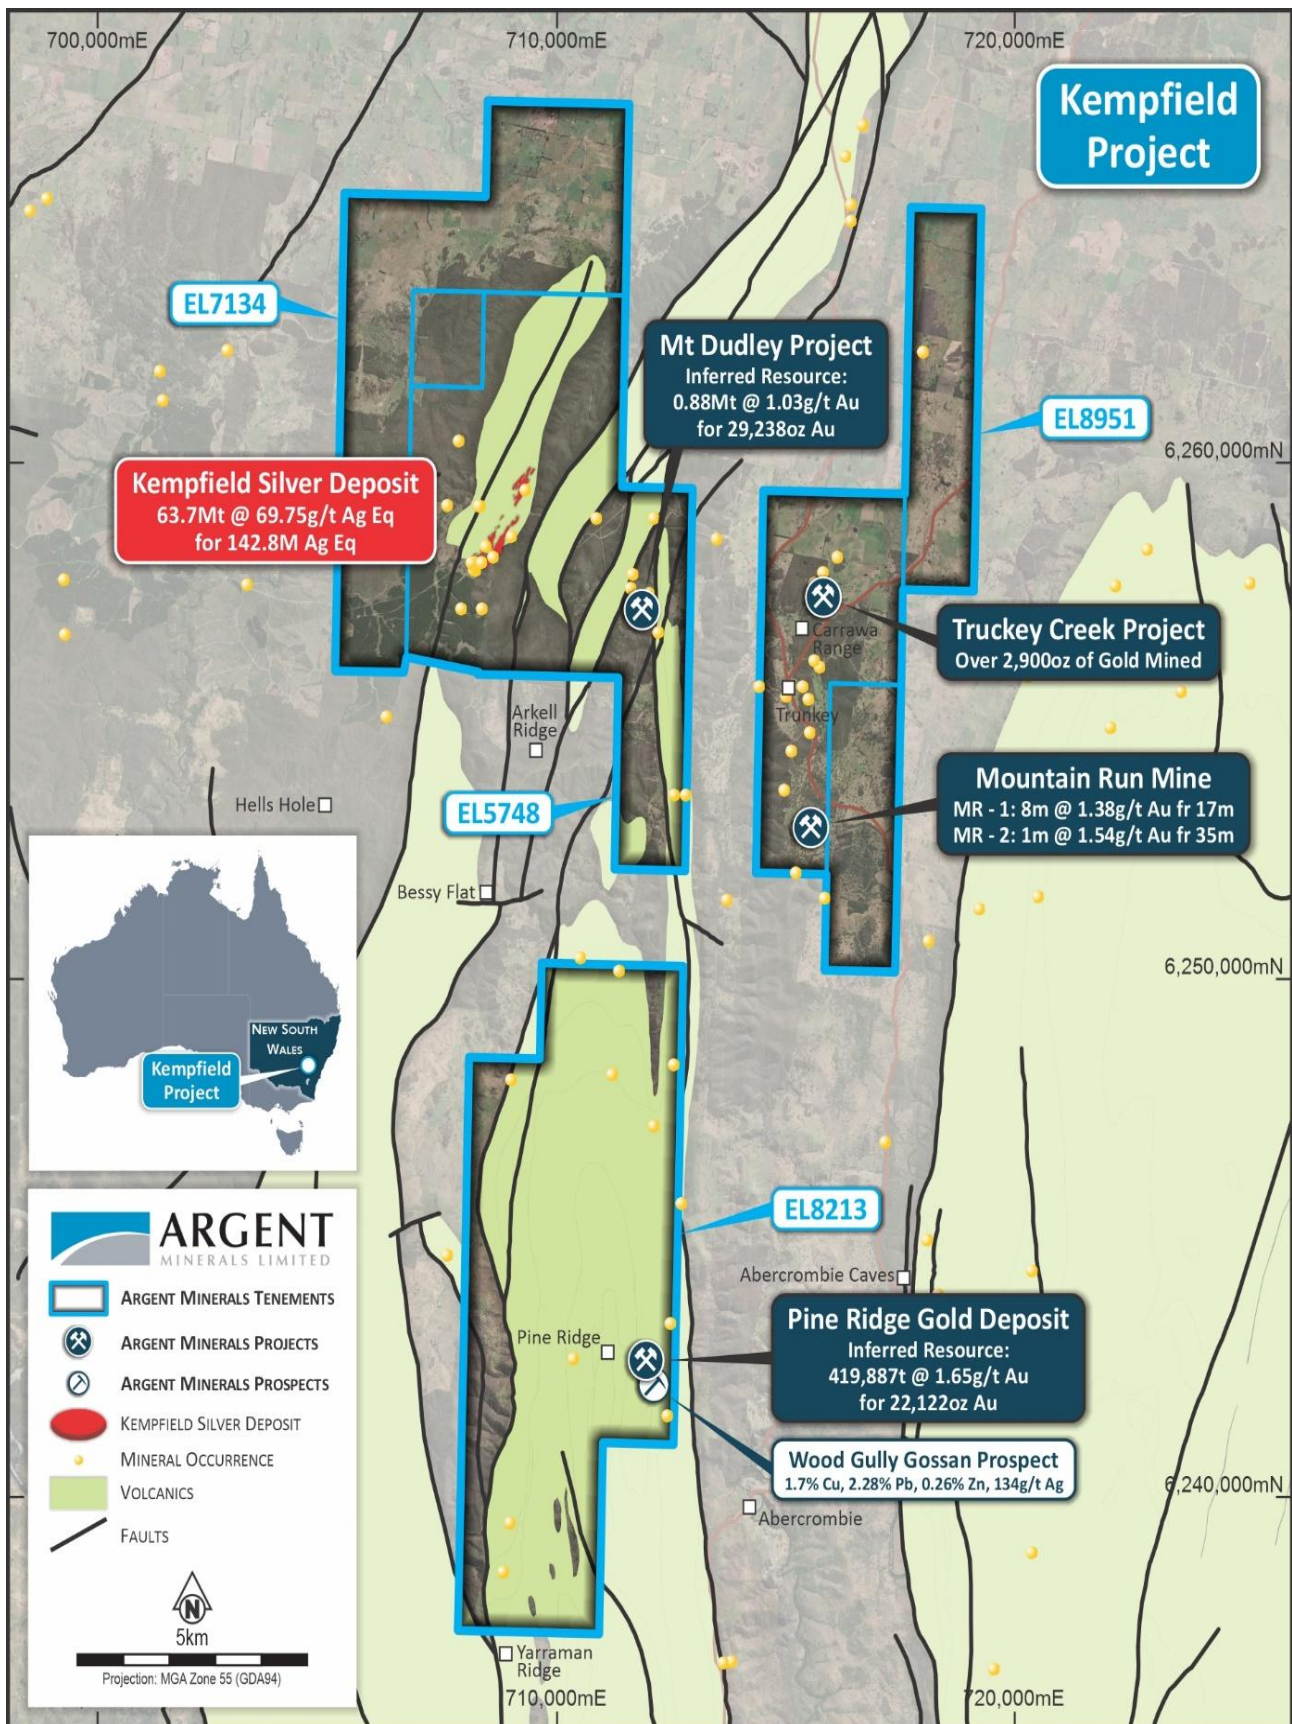 700,000mE
710,000mE
720,000mE
Kempfield
Project
EL7134
Mt Dudley Project
Inferred Resource:
0.88Mt @ 1.03g/t Au
for 29,238oz Au
EL8951
6,260,000mN
Kempfield Silver Deposit
63.7Mt @ 69.75g/t Ag Eq
for 142.8M Ag Eq
Carrawa
Range
Truckey Creek Project
Over 2,900oz of Gold Mined
Trunkey
Arkell
Ridge
Hells Hole
EL5748
Mountain Run Mine
MR - 1: 8m @ 1.38g/t Au fr 17m
MR - 2: 1m @ 1.54g/t Au fr 35m
Bessy Flat
6,250,000mN
NEW SOUTH
WALES
Kempfield
Project
EL8213
Abercrombie Caves
Pine Ridge
Pine Ridge Gold Deposit
Inferred Resource:
419,887t @ 1.65g/t Au
for 22,122oz Au
Wood Gully Gossan Prospect
1.7% Cu, 2.28% Pb, 0.26% Zn, 134g/t Ag
6,240,000mN
Abercrombie
Yarraman
Ridge
710,000mE
720,000mE
ARGENT
MINERALS LIMITED
ARGENT MINERALS TENEMENTS
ARGENT MINERALS PROJECTS
ARGENT MINERALS PROSPECTS
KEMPFIELD SILVER DEPOSIT
MINERAL OCCURRENCE
VOLCANICS
FAULTS
N
5km
Projection: MGA Zone 55 (GDA94)